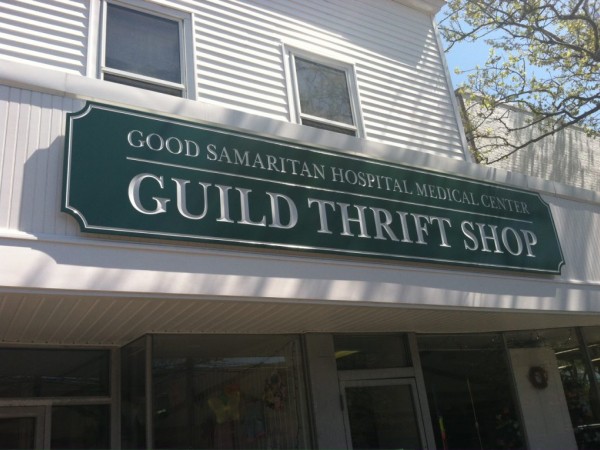 GOOD SAMARITAN HOSPITAL MEDICAL CENTER
GUILD THRIFT SHOP